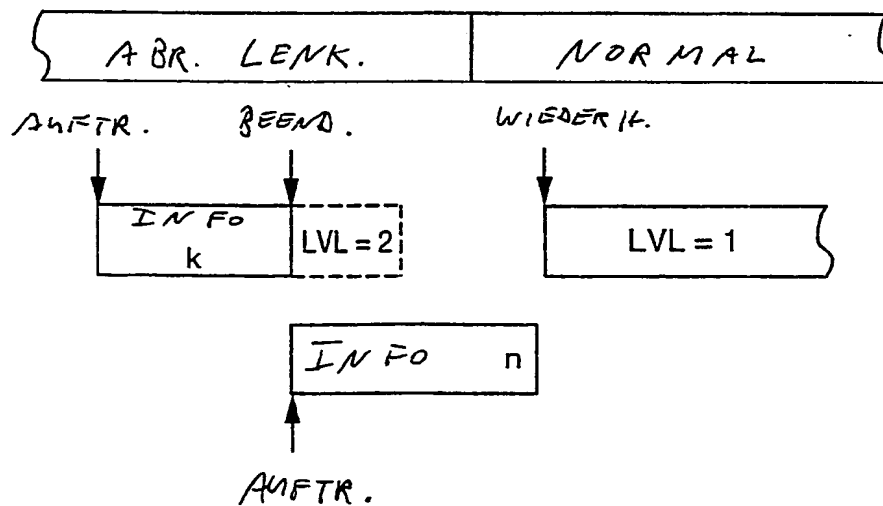 ABR. LENK. NORMAL
AUFTR. BEEND. WIEDERH.
INFO
k LVL = 2 LVL = 1
INFO n
AUFTR.